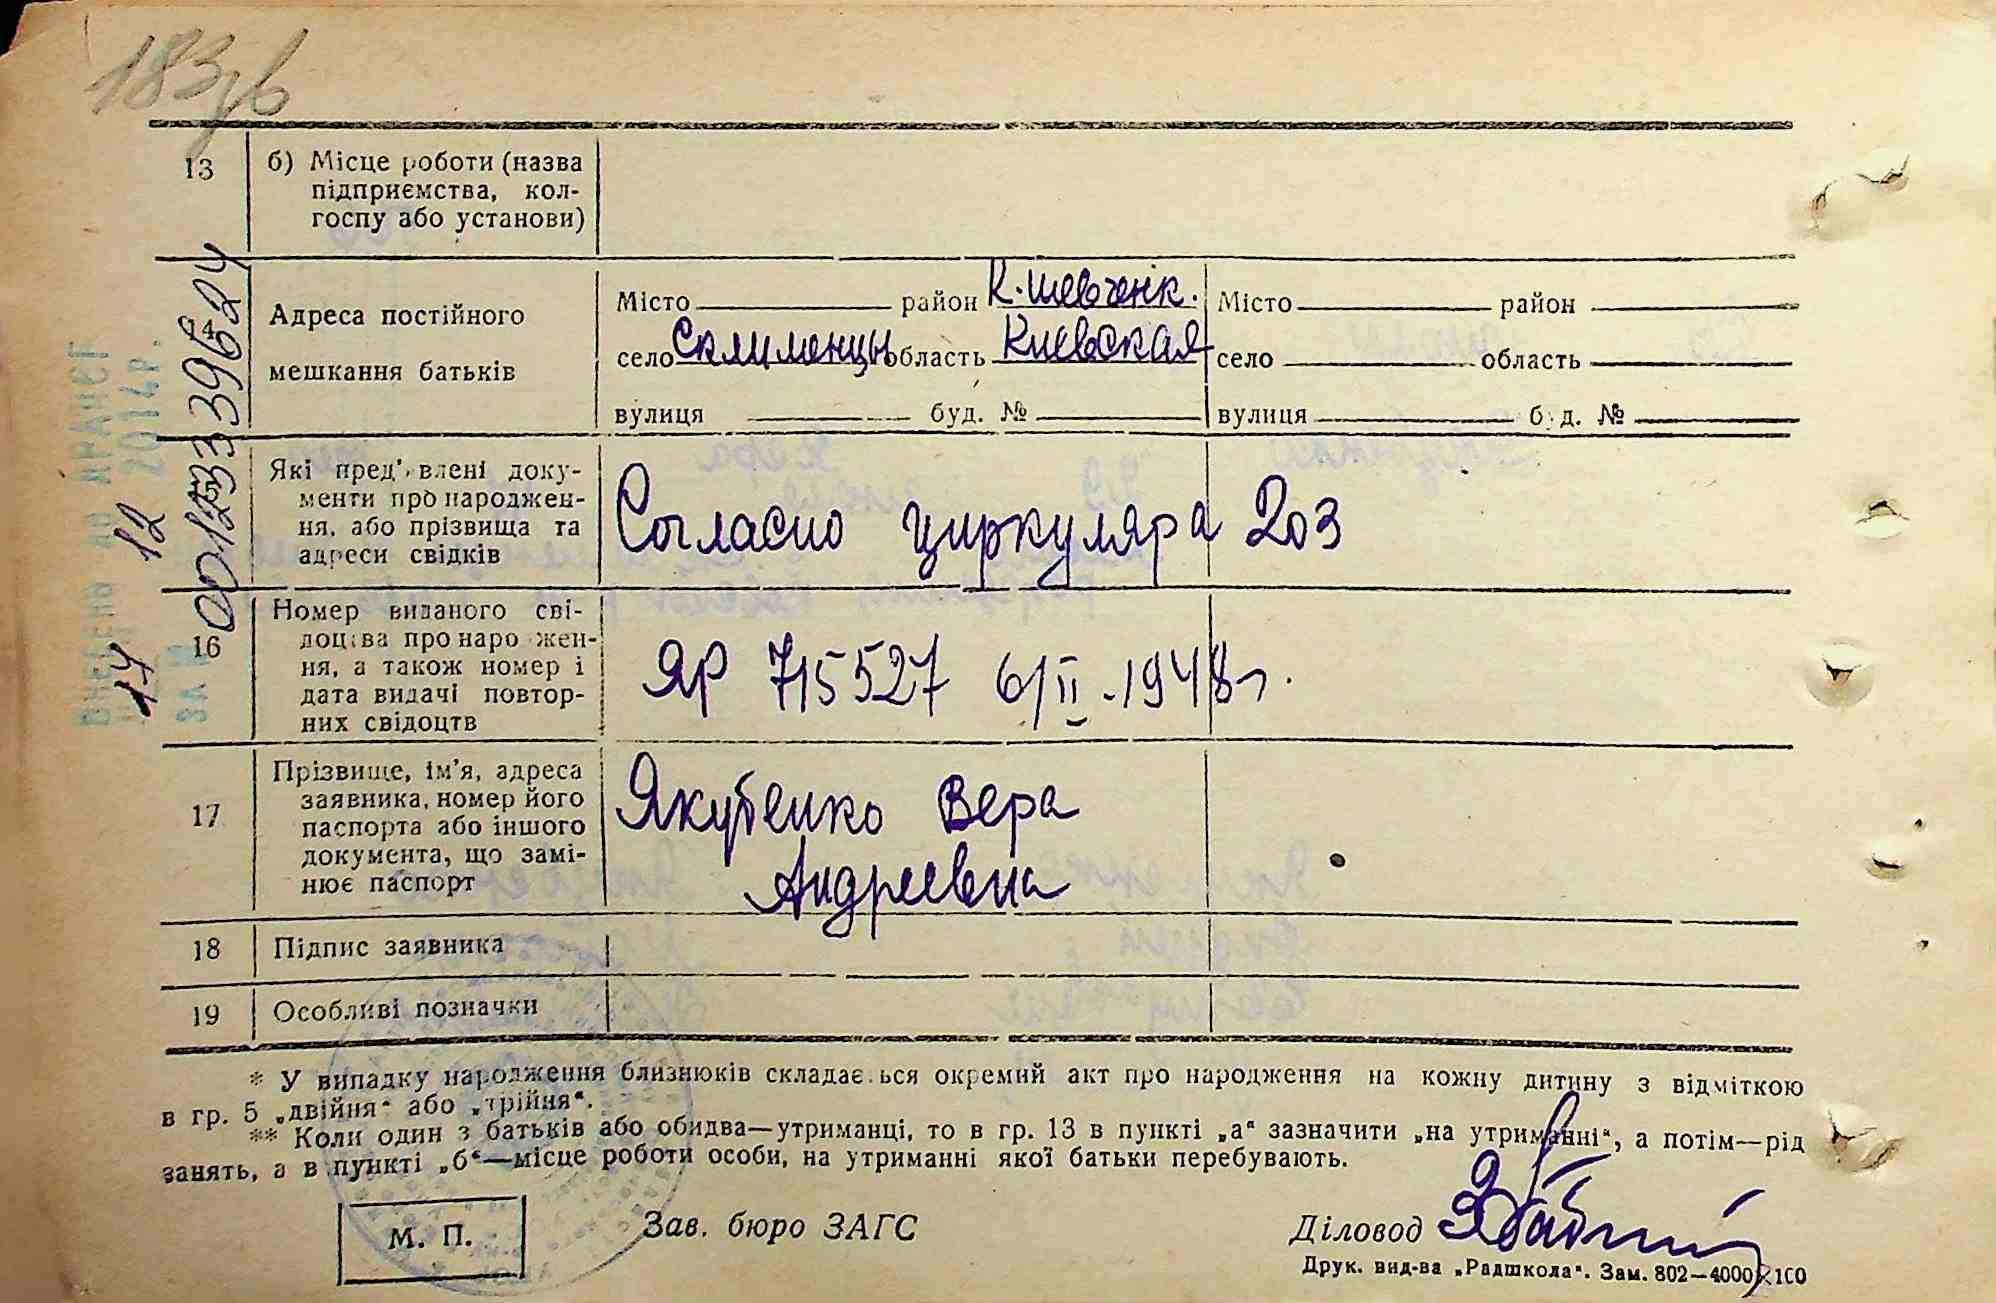 183зв
13
б) Місце роботи (назва
підприємства, кол-
госпу або установи)
Адреса постійного
мешкання батьків
Місто район К. Шевченк.
село Склименцы область Киевская
вулиця буд. №
Місто район
село область
вулиця буд. №
00123339624
Які пред'явлені доку-
менти про народжен-
ня, або прізвища та
адреси свідків
Согласно циркуляра 203
17 12 2014р.
16
Номер виданого сві-
доцтва про народжен-
ня, а також номер і
дата видачі повтор-
них свідоцтв
ЯР 715527 6/II.-1948г.
17
Прізвище, ім’я, адреса
заявника, номер його
паспорта або іншого
документа, що замі-
нює паспорт
Якубенко Вера
Андреевна
18
Підпис заявника
19
Особливі позначки
* У випадку народження близнюків складається окремий акт про народження на кожну дитину з відміткою
в гр. 5 „двійня“ або „трійня“.
** Коли один з батьків або обидва—утриманці, то в гр. 13 в пункті „а“ зазначити „на утриманні“, а потім—рід
занять, а в пункті „б“—місце роботи особи, на утриманні якої батьки перебувають.
М. П.
Зав. бюро ЗАГС
Діловод
Друк. вид-ва „Радшкола“. Зам. 802—4000×100